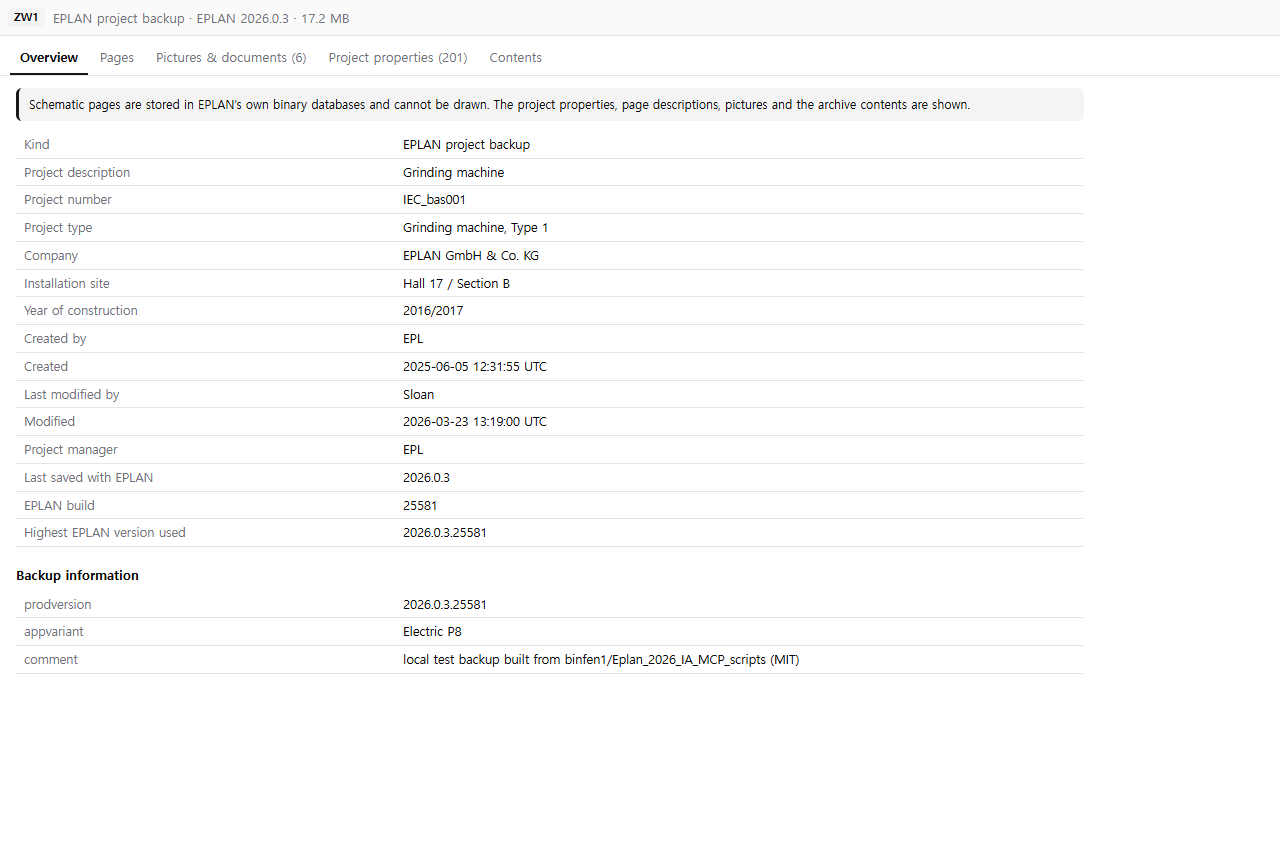 ZW1 EPLAN project backup · EPLAN 2026.0.3 · 17.2 MB
Overview Pages Pictures & documents (6) Project properties (201) Contents
Schematic pages are stored in EPLAN's own binary databases and cannot be drawn. The project properties, page descriptions, pictures and the archive contents are shown.
Kind EPLAN project backup
Project description Grinding machine
Project number IEC_bas001
Project type Grinding machine, Type 1
Company EPLAN GmbH & Co. KG
Installation site Hall 17 / Section B
Year of construction 2016/2017
Created by EPL
Created 2025-06-05 12:31:55 UTC
Last modified by Sloan
Modified 2026-03-23 13:19:00 UTC
Project manager EPL
Last saved with EPLAN 2026.0.3
EPLAN build 25581
Highest EPLAN version used 2026.0.3.25581
Backup information
prodversion 2026.0.3.25581
appvariant Electric P8
comment local test backup built from binfen1/Eplan_2026_IA_MCP_scripts (MIT)